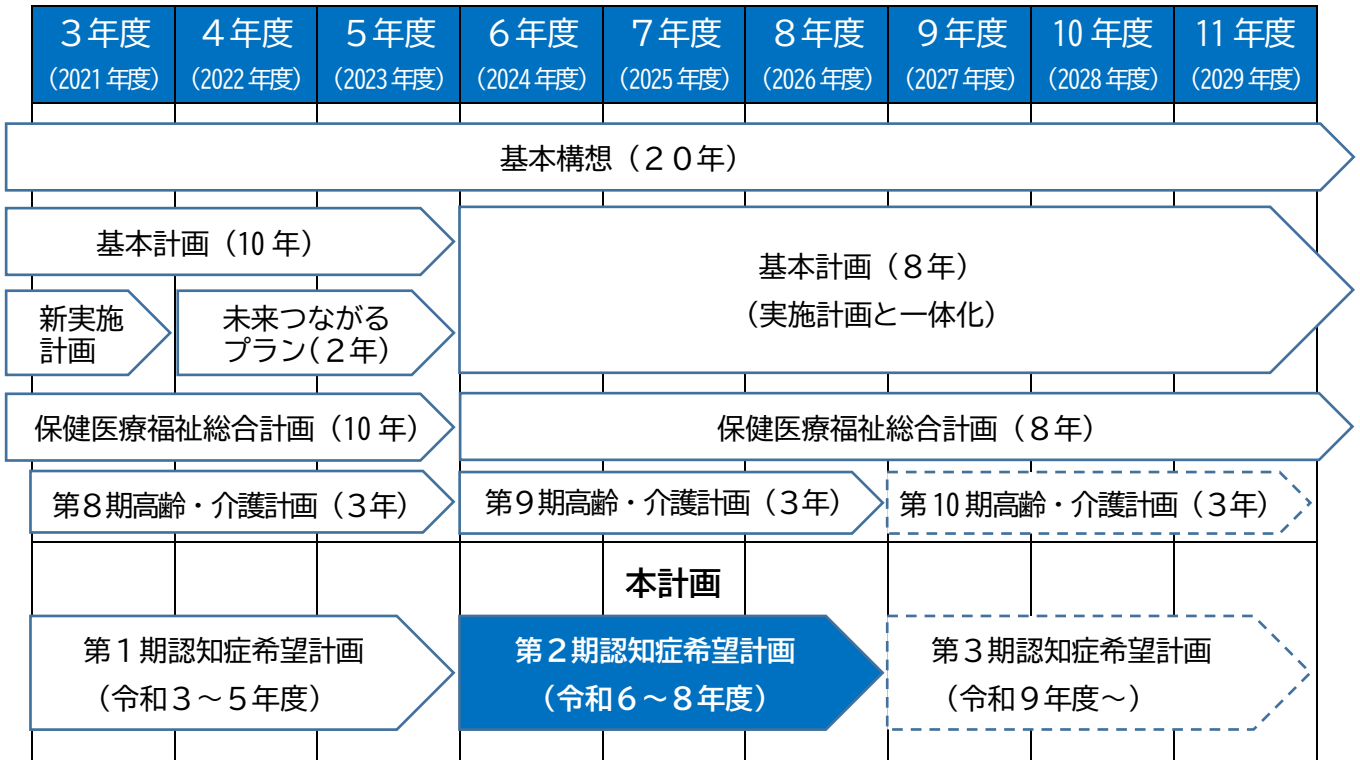 ３年度 ４年度 ５年度 ６年度 ７年度 ８年度 ９年度 10年度 11年度
（2021年度） （2022年度） （2023年度） （2024年度） （2025年度） （2026年度） （2027年度） （2028年度） （2029年度）
基本構想（２０年）
基本計画（10年）
基本計画（８年）
（実施計画と一体化）
新実施
計画
未来つながる
プラン（２年）
保健医療福祉総合計画（10年）
保健医療福祉総合計画（８年）
第８期高齢・介護計画（３年）
第９期高齢・介護計画（３年）
第10期高齢・介護計画（３年）
本計画
第１期認知症希望計画
（令和３～５年度）
第２期認知症希望計画
（令和６～８年度）
第３期認知症希望計画
（令和９年度～）